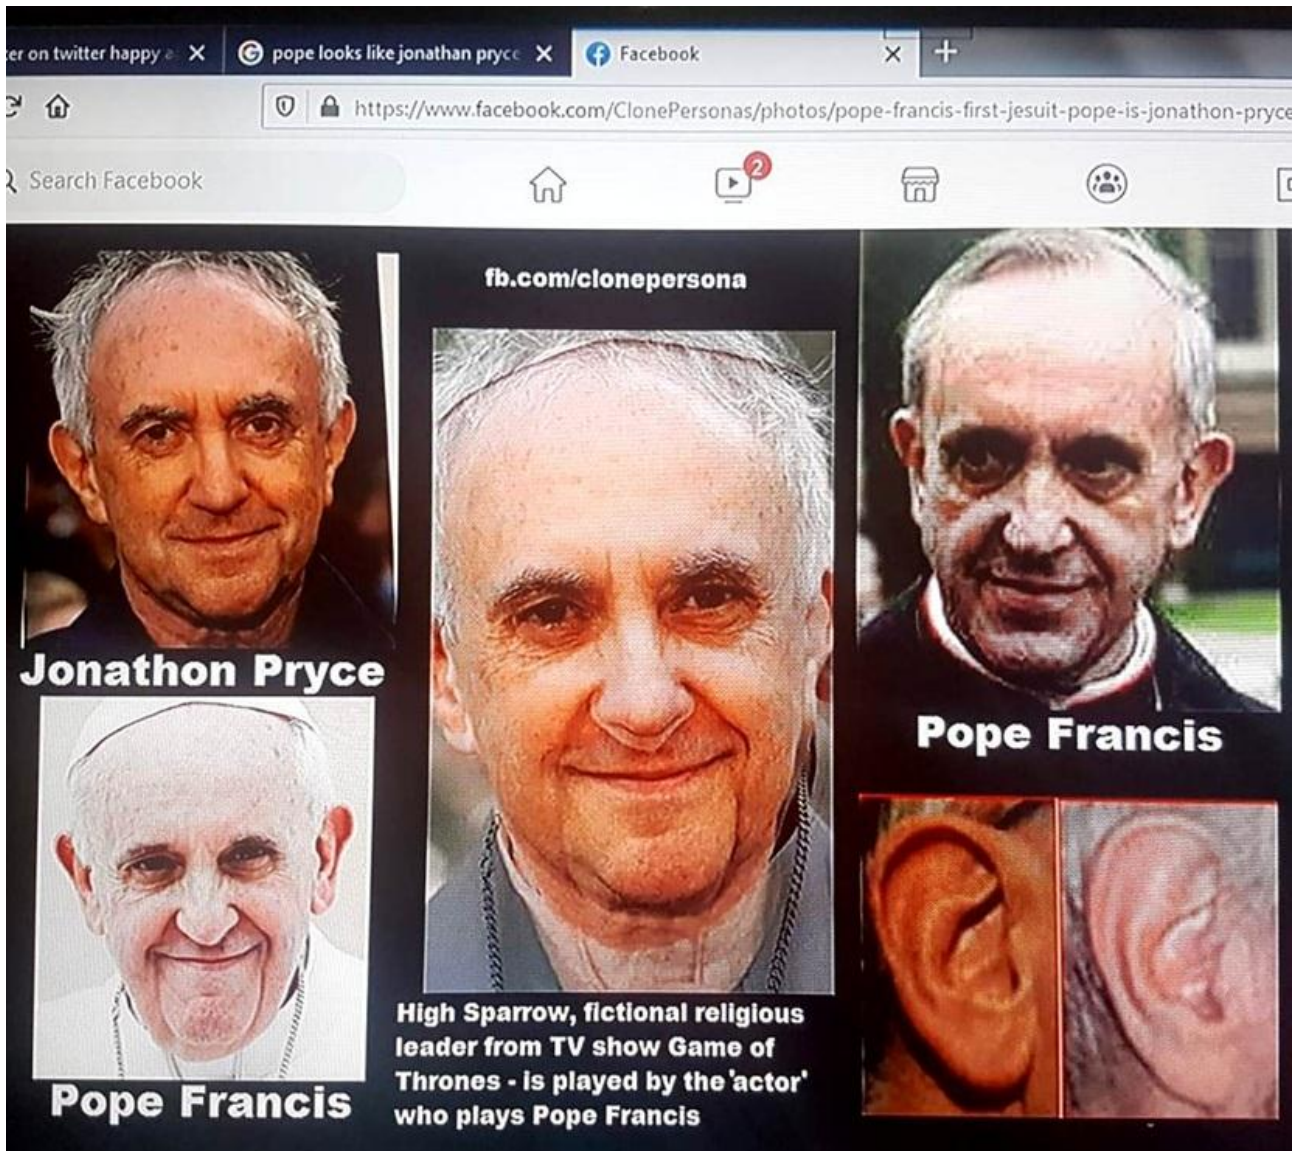 er on twitter happy
pope looks like jonathan pryce
Facebook
https://www.facebook.com/ClonePersonas/photos/pope-francis-first-jesuit-pope-is-jonathon-pryce
2
Search Facebook
fb.com/clonepersona
Jonathon Pryce
Pope Francis
Pope Francis
High Sparrow, fictional religious
leader from TV show Game of
Thrones - is played by the 'actor'
who plays Pope Francis